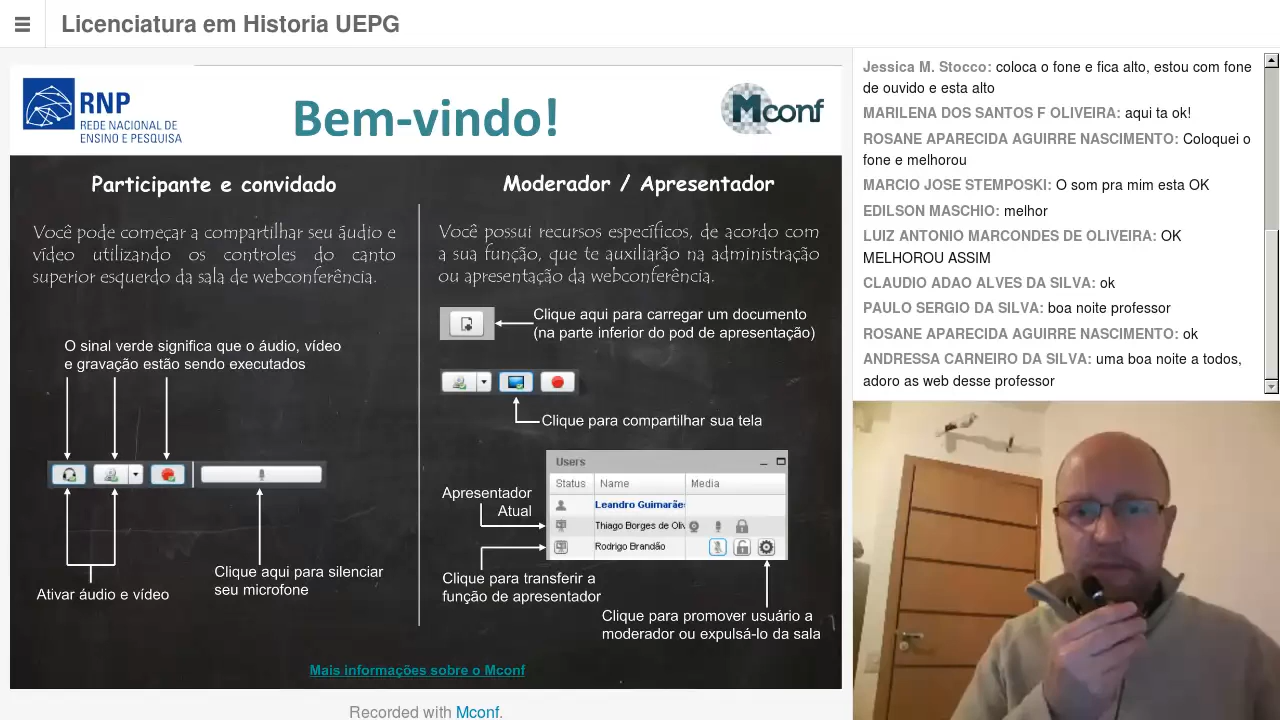 Licenciatura em Historia UEPG
RNP
REDE NACIONAL DE
ENSINO E PESQUISA
Bem-vindo!
Mconf
Participante e convidado
Você pode começar a compartilhar seu áudio e
vídeo utilizando os controles do canto
superior esquerdo da sala de webconferência.
O sinal verde significa que o áudio, vídeo
e gravação estão sendo executados
Ativar áudio e vídeo
Clique aqui para silenciar
seu microfone
Moderador / Apresentador
Você possui recursos específicos, de acordo com
a sua função, que te auxiliarão na administração
ou apresentação da webconferência.
Clique aqui para carregar um documento
(na parte inferior do pod de apresentação)
Clique para compartilhar sua tela
Users
Status Name Media
Leandro Guimarães
Thiago Borges de Oliv
Rodrigo Brandão
Apresentador
Atual
Clique para transferir a
função de apresentador
Clique para promover usuário a
moderador ou expulsá-lo da sala
Mais informações sobre o Mconf
Recorded with Mconf.
Jessica M. Stocco: coloca o fone e fica alto, estou com fone
de ouvido e esta alto
MARILENA DOS SANTOS F OLIVEIRA: aqui ta ok!
ROSANE APARECIDA AGUIRRE NASCIMENTO: Coloquei o
fone e melhorou
MARCIO JOSE STEMPOSKI: O som pra mim esta OK
EDILSON MASCHIO: melhor
LUIZ ANTONIO MARCONDES DE OLIVEIRA: OK
MELHOROU ASSIM
CLAUDIO ADAO ALVES DA SILVA: ok
PAULO SERGIO DA SILVA: boa noite professor
ROSANE APARECIDA AGUIRRE NASCIMENTO: ok
ANDRESSA CARNEIRO DA SILVA: uma boa noite a todos,
adoro as web desse professor